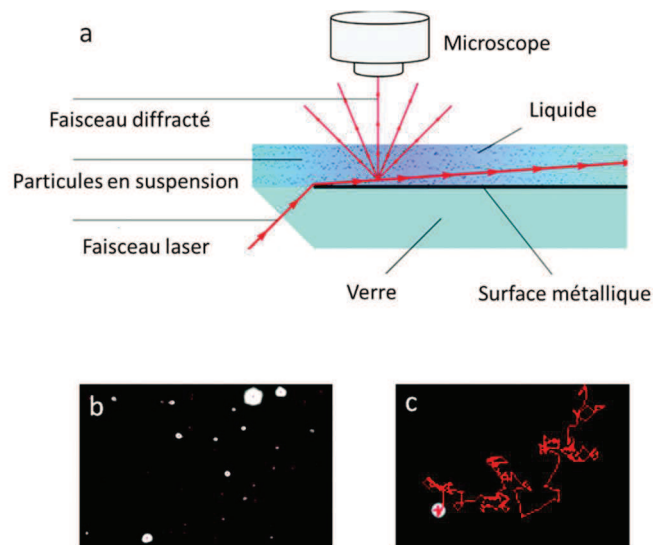 a
Microscope
Faisceau diffracté
Liquide
Particules en suspension
Faisceau laser
Verre
Surface métallique
b
c